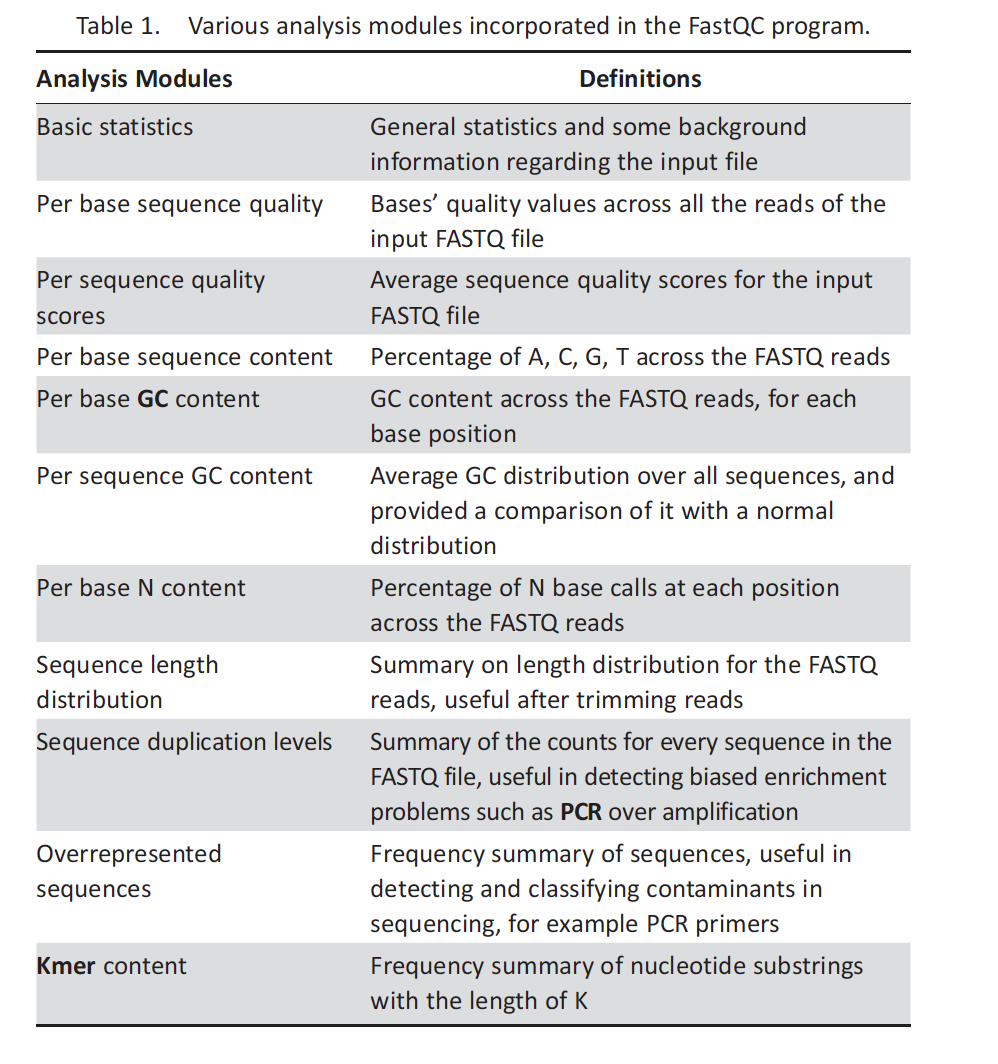 Table 1. Various analysis modules incorporated in the FastQC program.
Analysis Modules Definitions
Basic statistics General statistics and some background
information regarding the input file
Per base sequence quality Bases’ quality values across all the reads of the
input FASTQ file
Per sequence quality Average sequence quality scores for the input
scores FASTQ file
Per base sequence content Percentage of A, C, G, T across the FASTQ reads
Per base GC content GC content across the FASTQ reads, for each
base position
Per sequence GC content Average GC distribution over all sequences, and
provided a comparison of it with a normal
distribution
Per base N content Percentage of N base calls at each position
across the FASTQ reads
Sequence length Summary on length distribution for the FASTQ
distribution reads, useful after trimming reads
Sequence duplication levels Summary of the counts for every sequence in the
FASTQ file, useful in detecting biased enrichment
problems such as PCR over amplification
Overrepresented Frequency summary of sequences, useful in
sequences detecting and classifying contaminants in
sequencing, for example PCR primers
Kmer content Frequency summary of nucleotide substrings
with the length of K